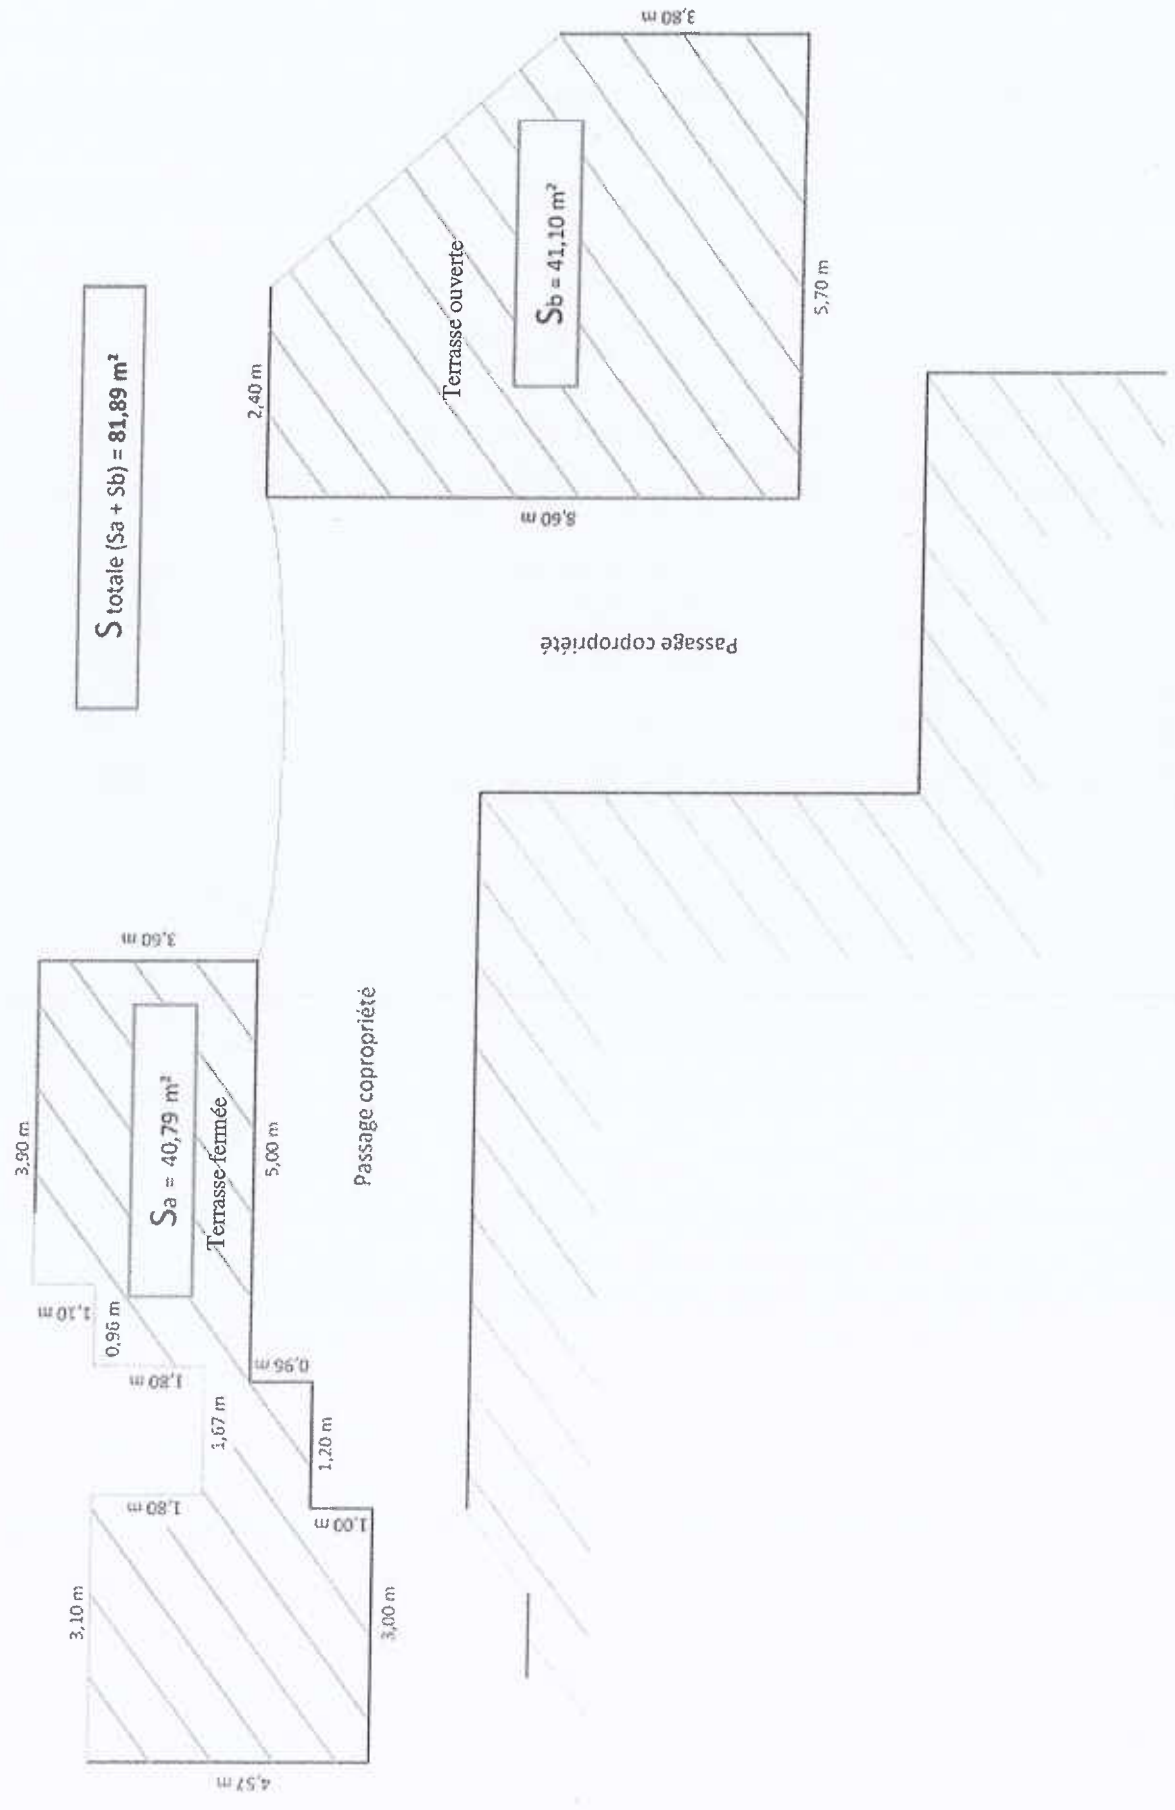 S totale (Sa + Sb) = 81,89 m²
3,90 m
1,10 m
0,96 m
1,80 m
1,67 m
1,80 m
3,10 m
4,57 m
3,00 m
1,00 m
1,20 m
0,95 m
5,00 m
3,60 m
Sa = 40,79 m²
Terrasse fermée
Passage copropriété
Passage copropriété
2,40 m
8,60 m
5,70 m
3,80 m
Terrasse ouverte
Sb = 41,10 m²